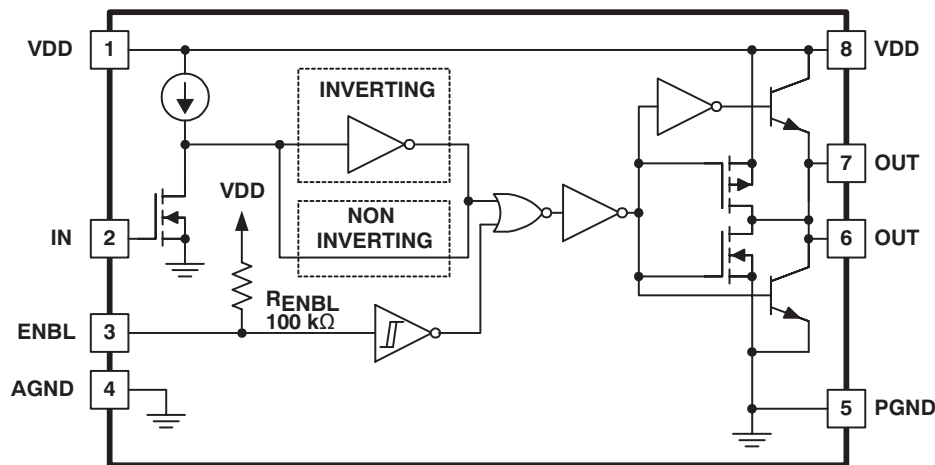 VDD 1
8 VDD
INVERTING
7 OUT
VDD
NON
INVERTING
IN 2
6 OUT
RENBL
100 kΩ
ENBL 3
AGND 4
5 PGND